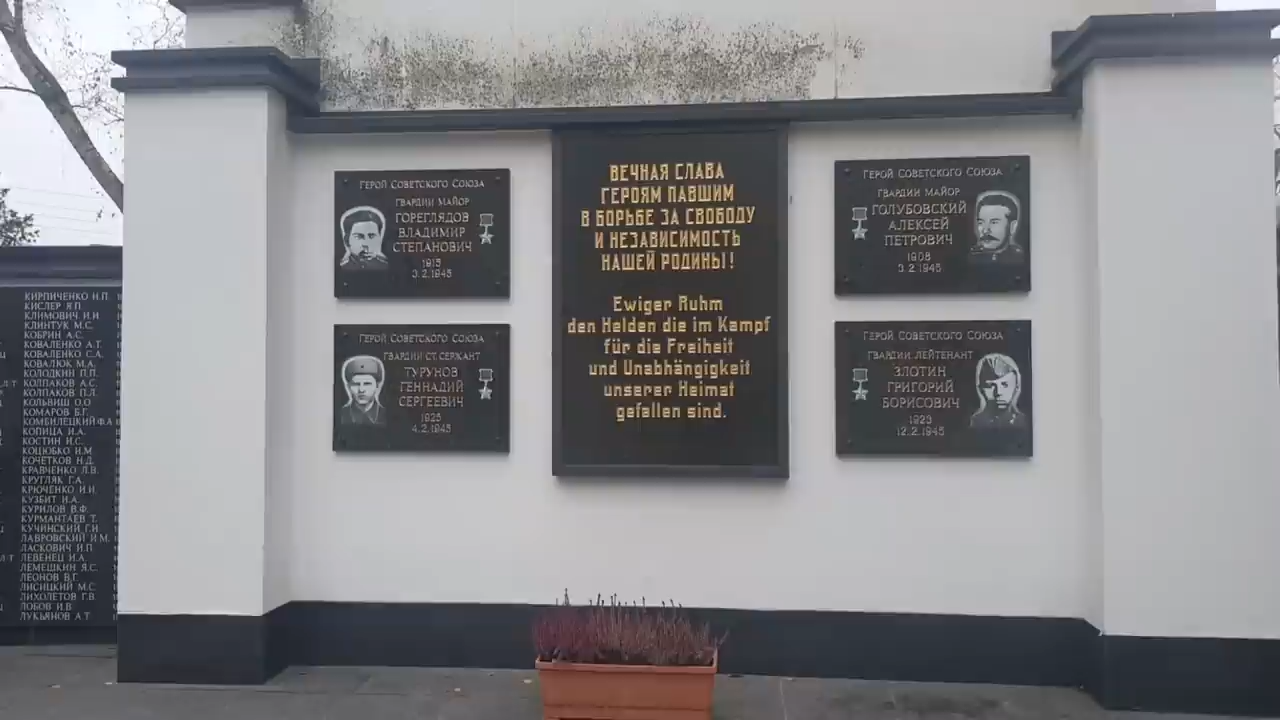 КИРПИЧЕНКО И.П.
КИСЛЕР Я.П.
КЛИМОВИЧ И.И.
КЛИНТУК М.С.
КОБРИН А.С.
КОВАЛЕНКО А.Т.
КОВАЛЕНКО С.А.
КОВАЛЮК М.А.
КОЛОДКИН П.П.
КОЛПАКОВ А.С.
КОЛПАКОВ П.Л.
КОЛЬВИШ О.О
КОМАРОВ Б.Г.
КОМБИЛЕЦКИЙ Ф.А
КОПИЦА И.А.
КОСТИН И.С.
КОЦЮБКО И.М
КОЧЕТКОВ Н.Д.
КРАВЧЕНКО Л.В.
КРУГЛЯК Г.А.
КРЮЧЕНКО И.И.
КУЗБИТ И.А.
КУРИЛОВ В.Ф.
КУРМАНТАЕВ Т.
КУЧИНСКИЙ Г.И
ЛАВРОВСКИЙ И.М.
ЛАСКОВИЧ И.П
ЛЕВЕНЕЦ И.А.
ЛЕМЕШКИН Я.С.
ЛЕОНОВ В.Г.
ЛИСИЦКИЙ М.С
ЛИХОЛЕТОВ Г.В.
ЛОБОВ И.В
ЛУКЬЯНОВ А.Т
ГЕРОЙ СОВЕТСКОГО СОЮЗА
ГВАРДИИ МАЙОР
ГОРЕГЛЯДОВ
ВЛАДИМИР
СТЕПАНОВИЧ
1915
3.2.1945
ГЕРОЙ СОВЕТСКОГО СОЮЗА
ГВАРДИИ СТ. СЕРЖАНТ
ТУРУНОВ
ГЕННАДИЙ
СЕРГЕЕВИЧ
1925
4.2.1945
ВЕЧНАЯ СЛАВА
ГЕРОЯМ ПАВШИМ
В БОРЬБЕ ЗА СВОБОДУ
И НЕЗАВИСИМОСТЬ
НАШЕЙ РОДИНЫ!
Ewiger Ruhm
den Helden die im Kampf
für die Freiheit
und Unabhängigkeit
unserer Heimat
gefallen sind.
ГЕРОЙ СОВЕТСКОГО СОЮЗА
ГВАРДИИ МАЙОР
ГОЛУБОВСКИЙ
АЛЕКСЕЙ
ПЕТРОВИЧ
1908
3.2.1945
ГЕРОЙ СОВЕТСКОГО СОЮЗА
ГВАРДИИ ЛЕЙТЕНАНТ
ЗЛОТИН
ГРИГОРИЙ
БОРИСОВИЧ
1923
12.2.1945